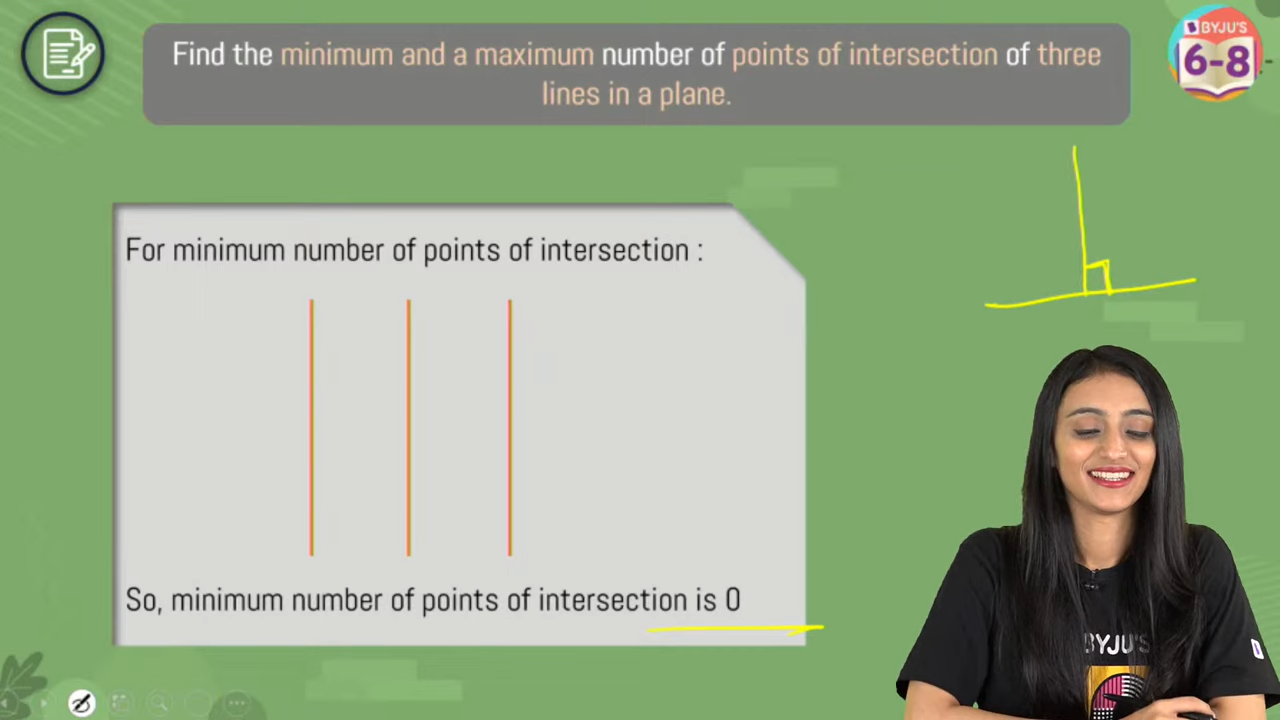 Find the minimum and a maximum number of points of intersection of three
lines in a plane.
BYJU'S
6-8
For minimum number of points of intersection :
So, minimum number of points of intersection is 0
BYJU'S